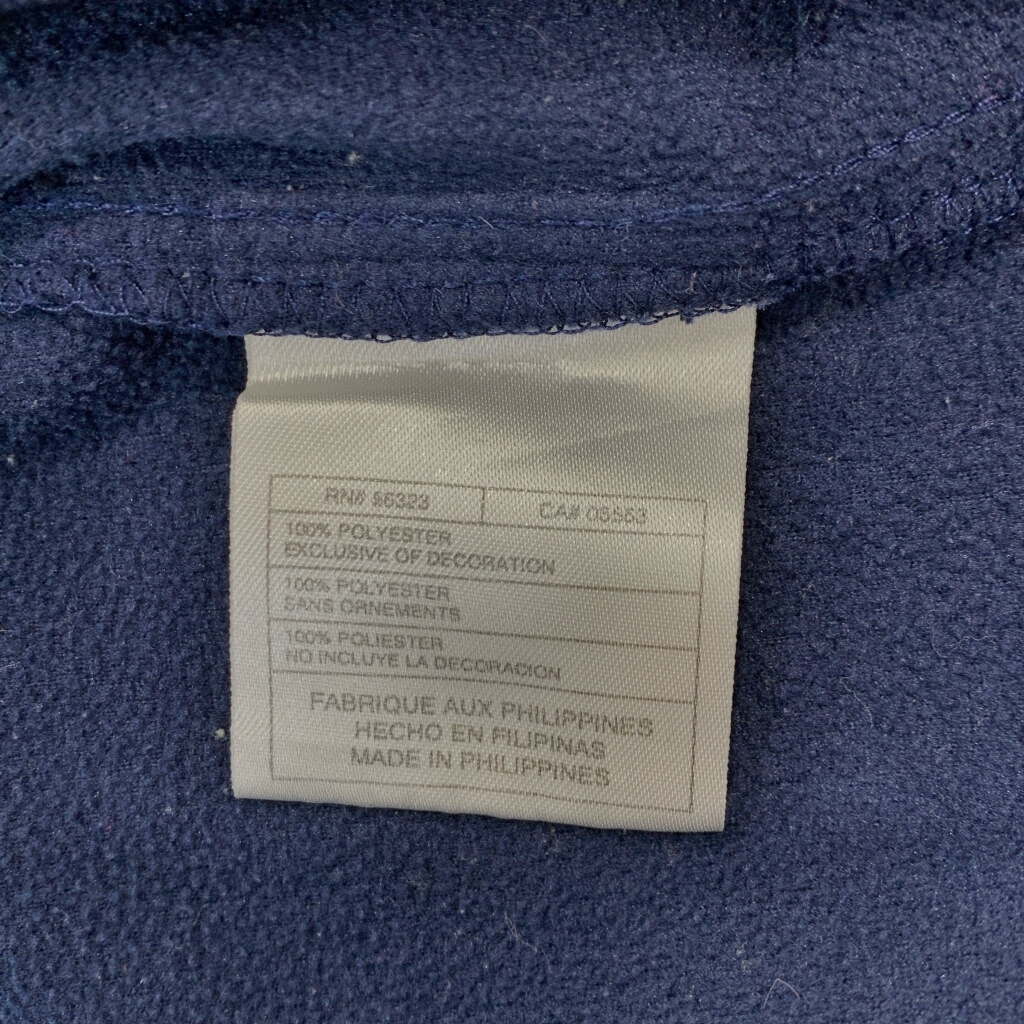 RN# 56323 CA# 05553
100% POLYESTER
EXCLUSIVE OF DECORATION
100% POLYESTER
SANS ORNEMENTS
100% POLIESTER
NO INCLUYE LA DECORACION
FABRIQUE AUX PHILIPPINES
HECHO EN FILIPINAS
MADE IN PHILIPPINES